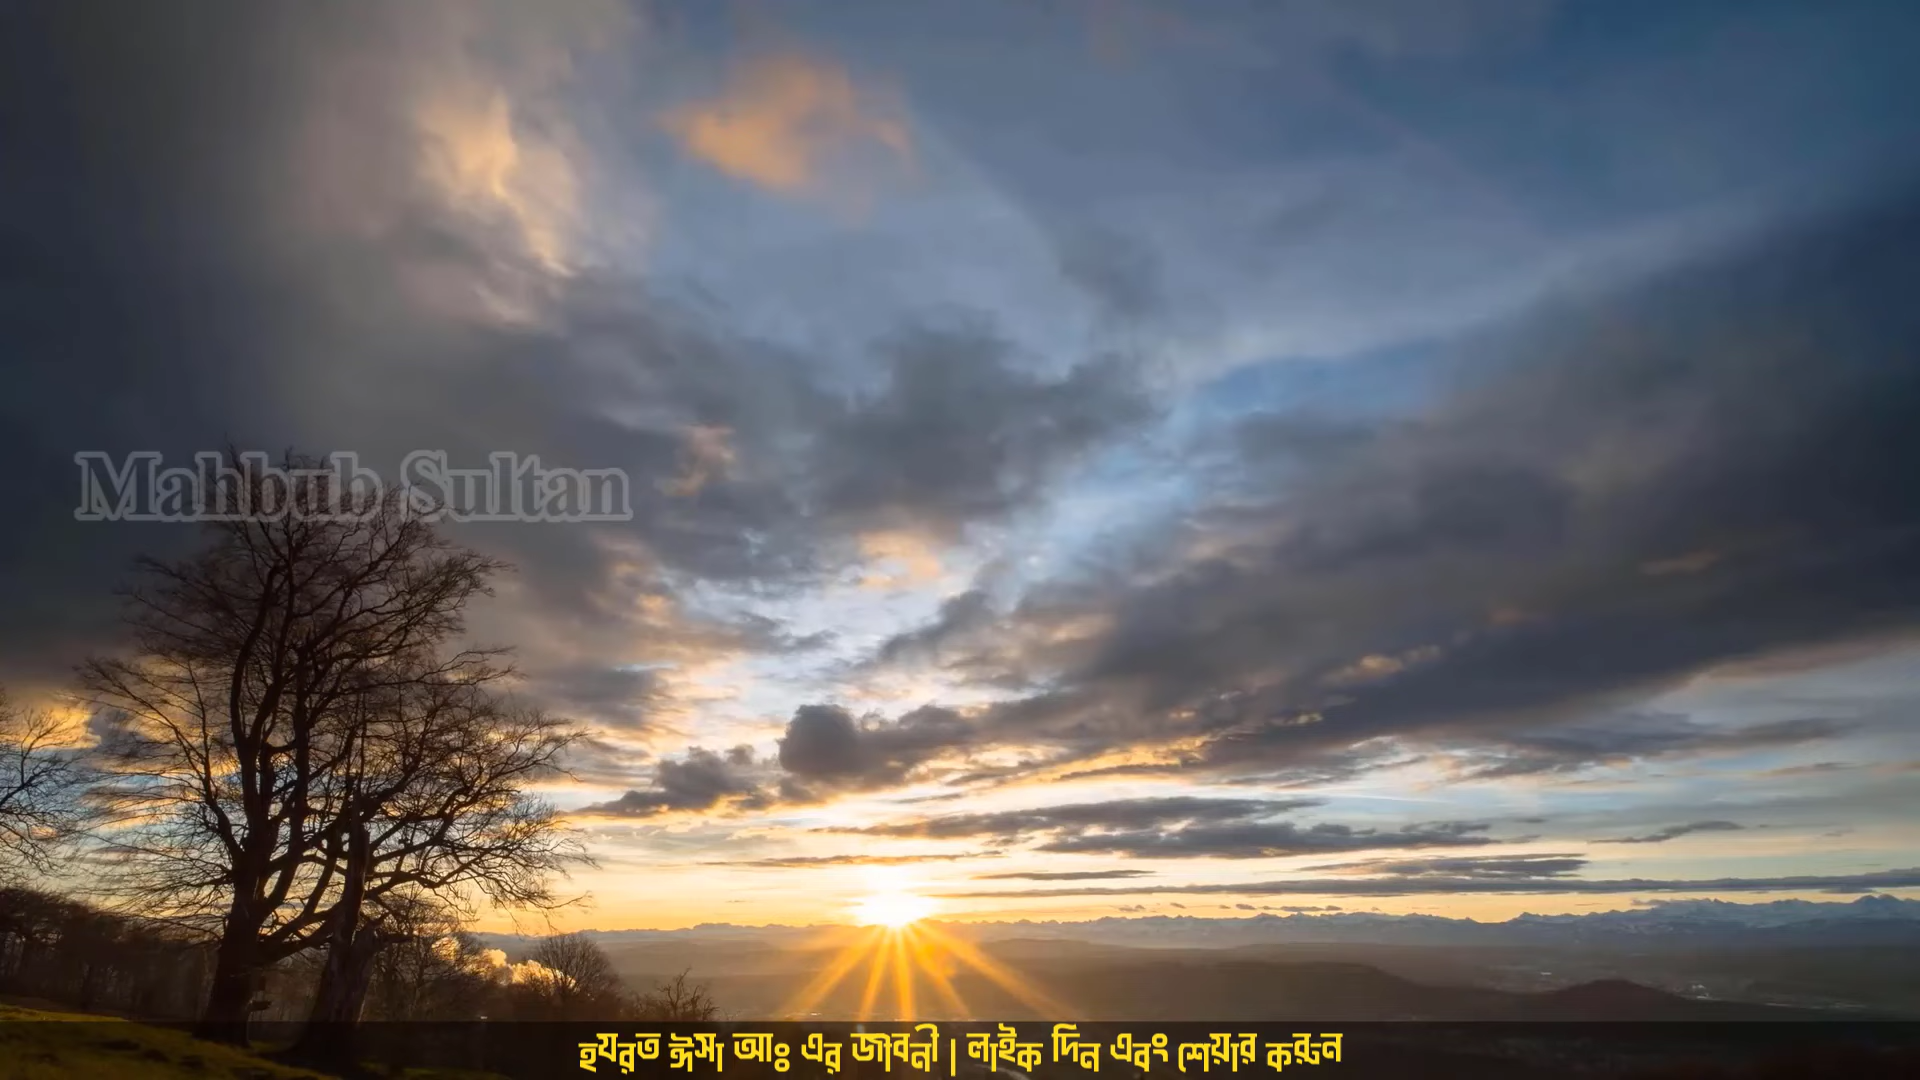 Mahbub Sultan
হযরত ঈসা আঃ এর জীবনী | লাইক দিন এবং শেয়ার করুন